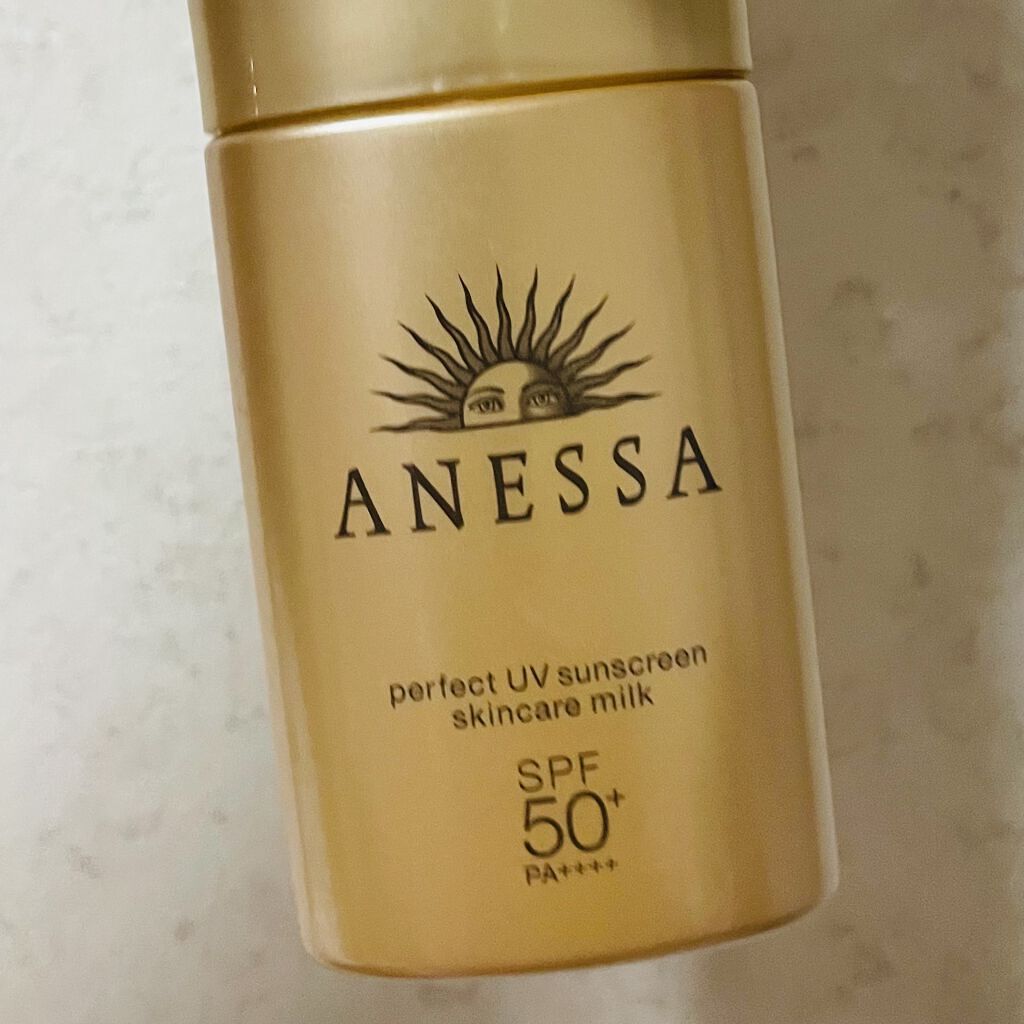 ANESSA
perfect UV sunscreen
skincare milk
SPF
50+
PA++++